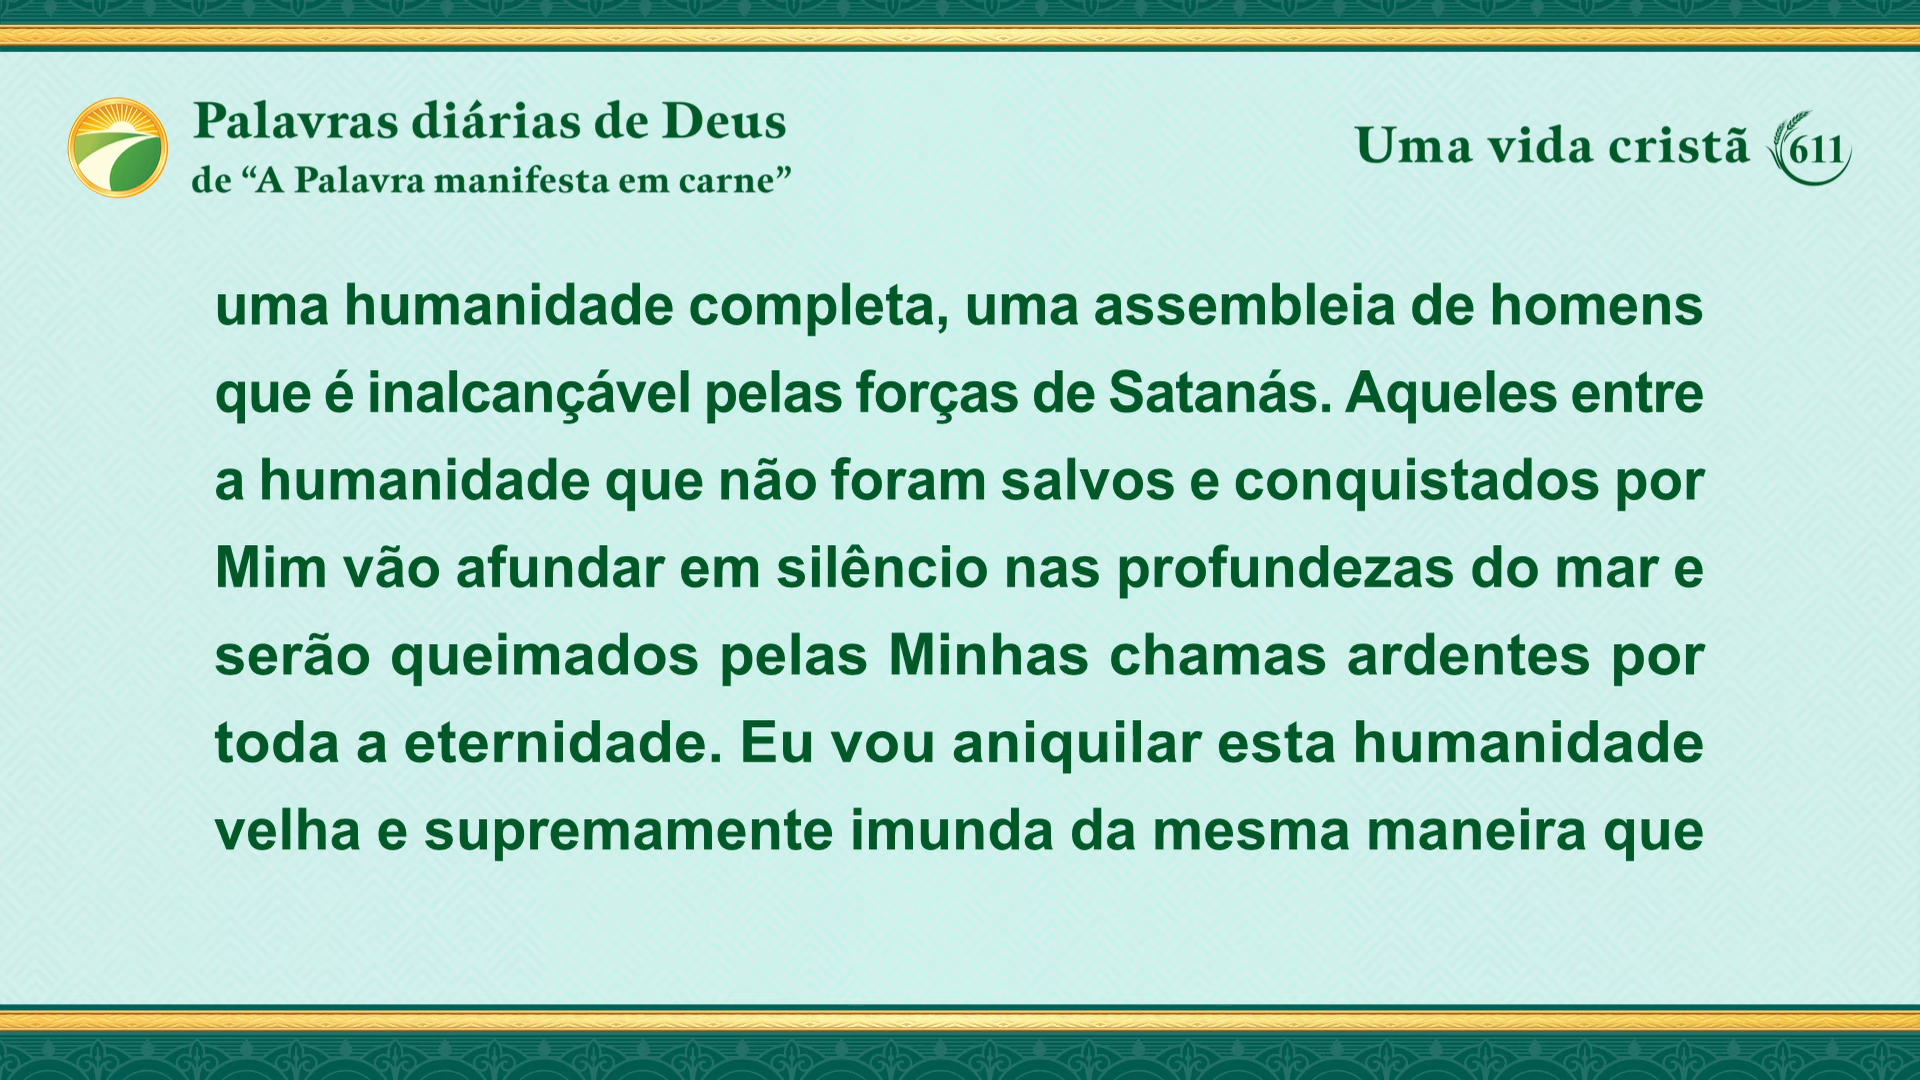 Palavras diárias de Deus
de “A Palavra manifesta em carne”
Uma vida cristã 611
uma humanidade completa, uma assembleia de homens
que é inalcançável pelas forças de Satanás. Aqueles entre
a humanidade que não foram salvos e conquistados por
Mim vão afundar em silêncio nas profundezas do mar e
serão queimados pelas Minhas chamas ardentes por
toda a eternidade. Eu vou aniquilar esta humanidade
velha e supremamente imunda da mesma maneira que